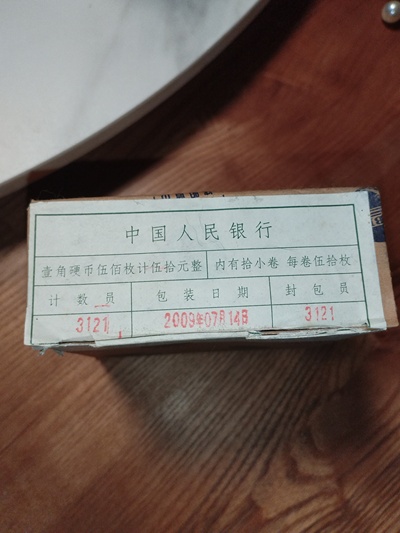 中国人民银行
壹角硬币伍佰枚计伍拾元整 内有拾小卷 每卷伍拾枚
计数员 包装日期 封包员
3121 2009年07月14日 3121